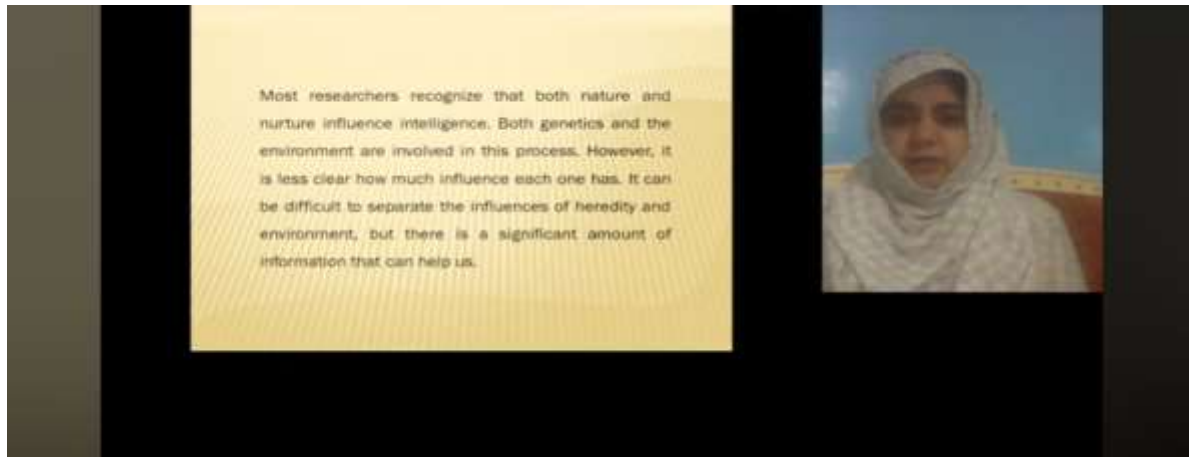 Most researchers recognize that both nature and
nurture influence intelligence. Both genetics and the
environment are involved in this process. However, it
is less clear how much influence each one has. It can
be difficult to separate the influences of heredity and
environment, but there is a significant amount of
information that can help us.